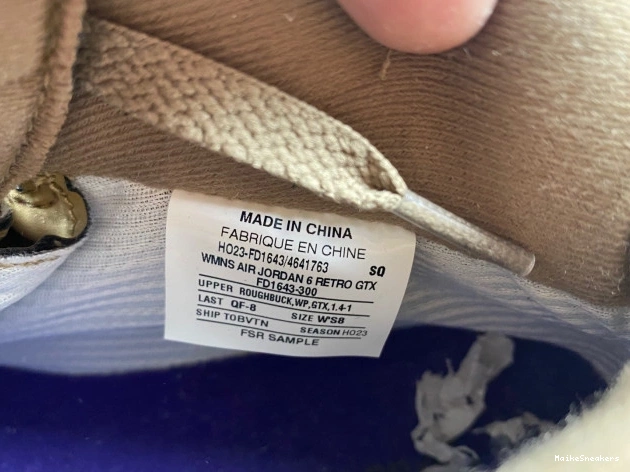 MADE IN CHINA
FABRIQUE EN CHINE
HO23-FD1643/4641763 SQ
WMNS AIR JORDAN 6 RETRO GTX
FD1643-300
UPPER ROUGHBUCK,WP,GTX,1.4-1
LAST QF-8 SIZE W'S8
SHIP TOBVTN SEASON HO23
FSR SAMPLE
MaikeSneakers